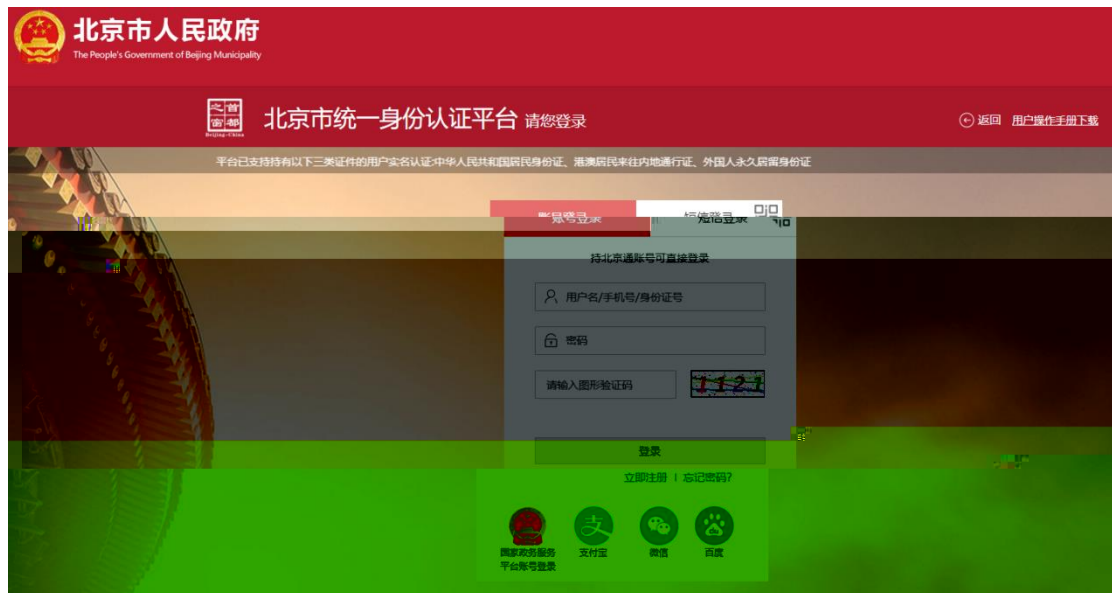 北京市人民政府
The People's Government of Beijing Municipality
首都之窗
Beijing-China
北京市统一身份认证平台 请您登录
返回 用户操作手册下载
平台已支持持有以下三类证件的用户实名认证:中华人民共和国居民身份证、港澳居民来往内地通行证、外国人永久居留身份证
账号登录 短信登录
持北京通账号可直接登录
用户名/手机号/身份证号
密码
请输入图形验证码 1121
登录
立即注册 | 忘记密码?
国家政务服务平台账号登录 支付宝 微信 百度